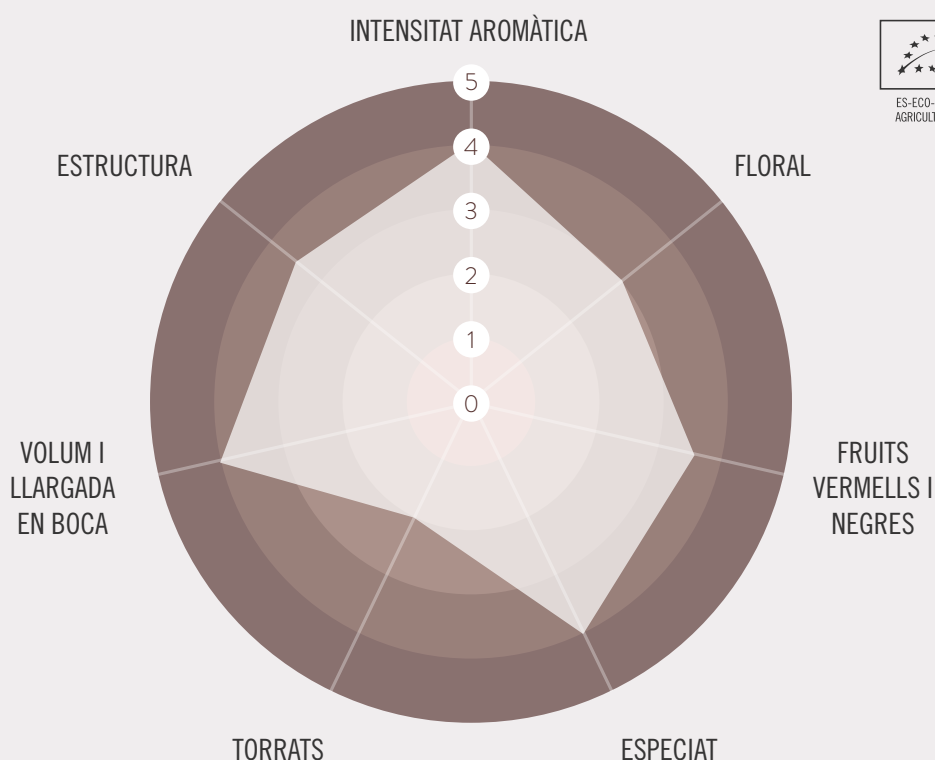 INTENSITAT AROMÀTICA
5
4
3
2
1
0
FLORAL
FRUITS
VERMELLS I
NEGRES
ESPECIAT
TORRATS
VOLUM I
LLARGADA
EN BOCA
ESTRUCTURA
ES-ECO-